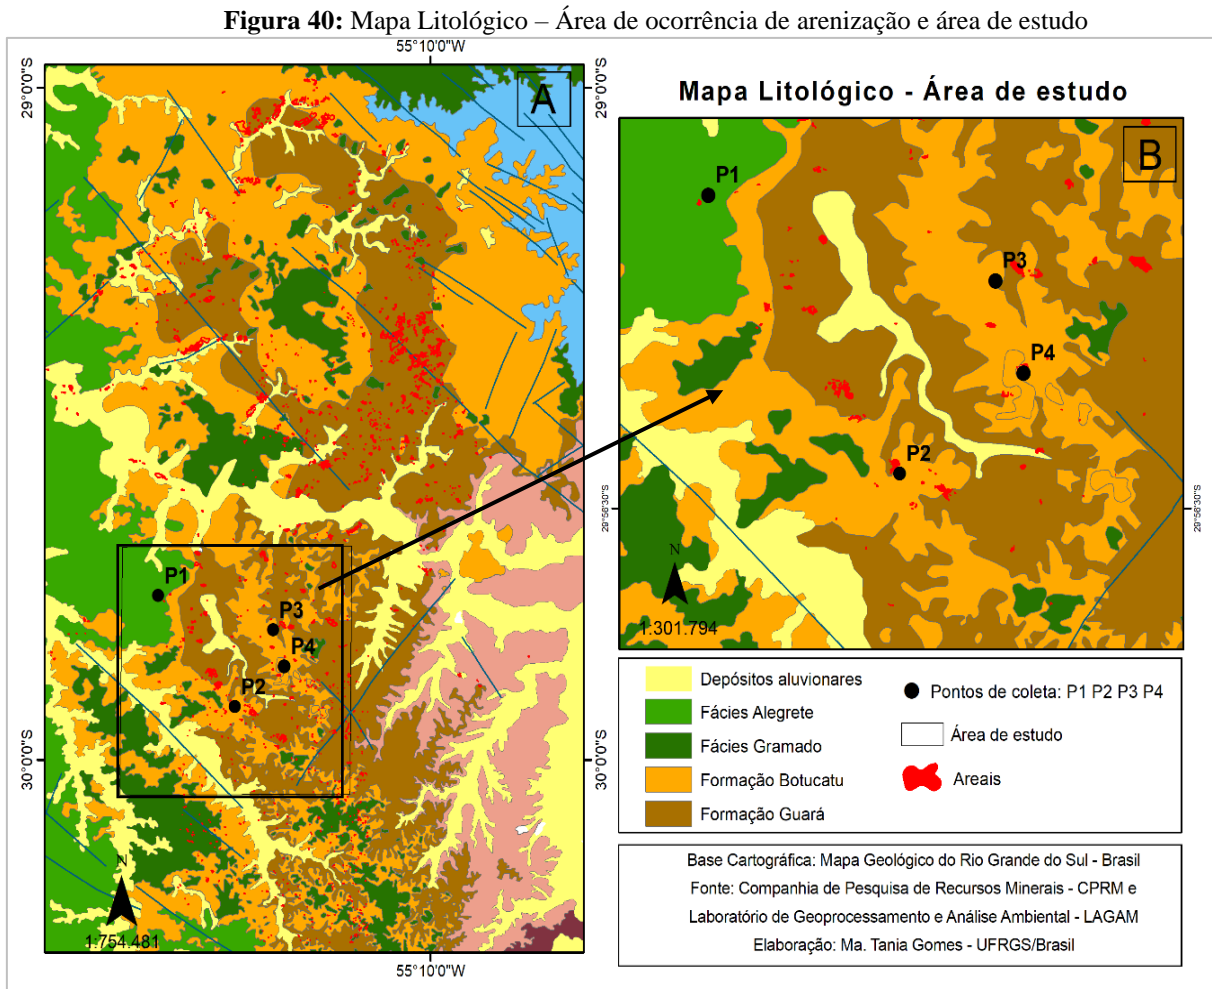 Figura 40: Mapa Litológico – Área de ocorrência de arenização e área de estudo
55°10'0"W
29°0'0"S
29°0'0"S
A
P1
P3
P4
P2
30°0'0"S
30°0'0"S
N
1:754.481
55°10'0"W
Mapa Litológico - Área de estudo
B
P1
P3
P4
P2
29°56'30"S
29°56'30"S
N
1:301.794
Depósitos aluvionares
Fácies Alegrete
Fácies Gramado
Formação Botucatu
Formação Guará
Pontos de coleta: P1 P2 P3 P4
Área de estudo
Areais
Base Cartográfica: Mapa Geológico do Rio Grande do Sul - Brasil
Fonte: Companhia de Pesquisa de Recursos Minerais - CPRM e
Laboratório de Geoprocessamento e Análise Ambiental - LAGAM
Elaboração: Ma. Tania Gomes - UFRGS/Brasil